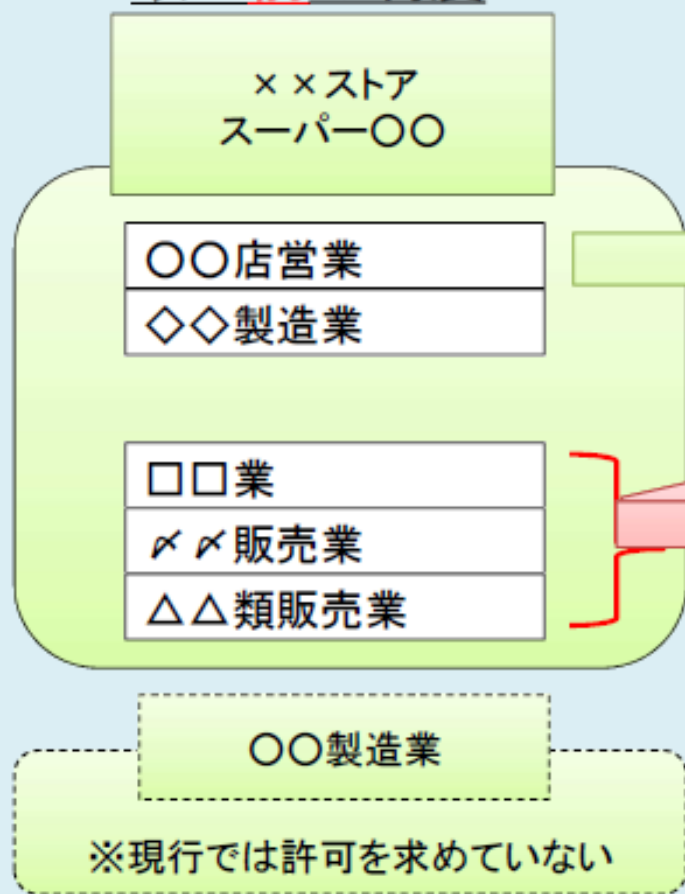 ××ストア
スーパー〇〇
〇〇店営業
◇◇製造業
□□業
〆〆販売業
△△類販売業
〇〇製造業
※現行では許可を求めていない